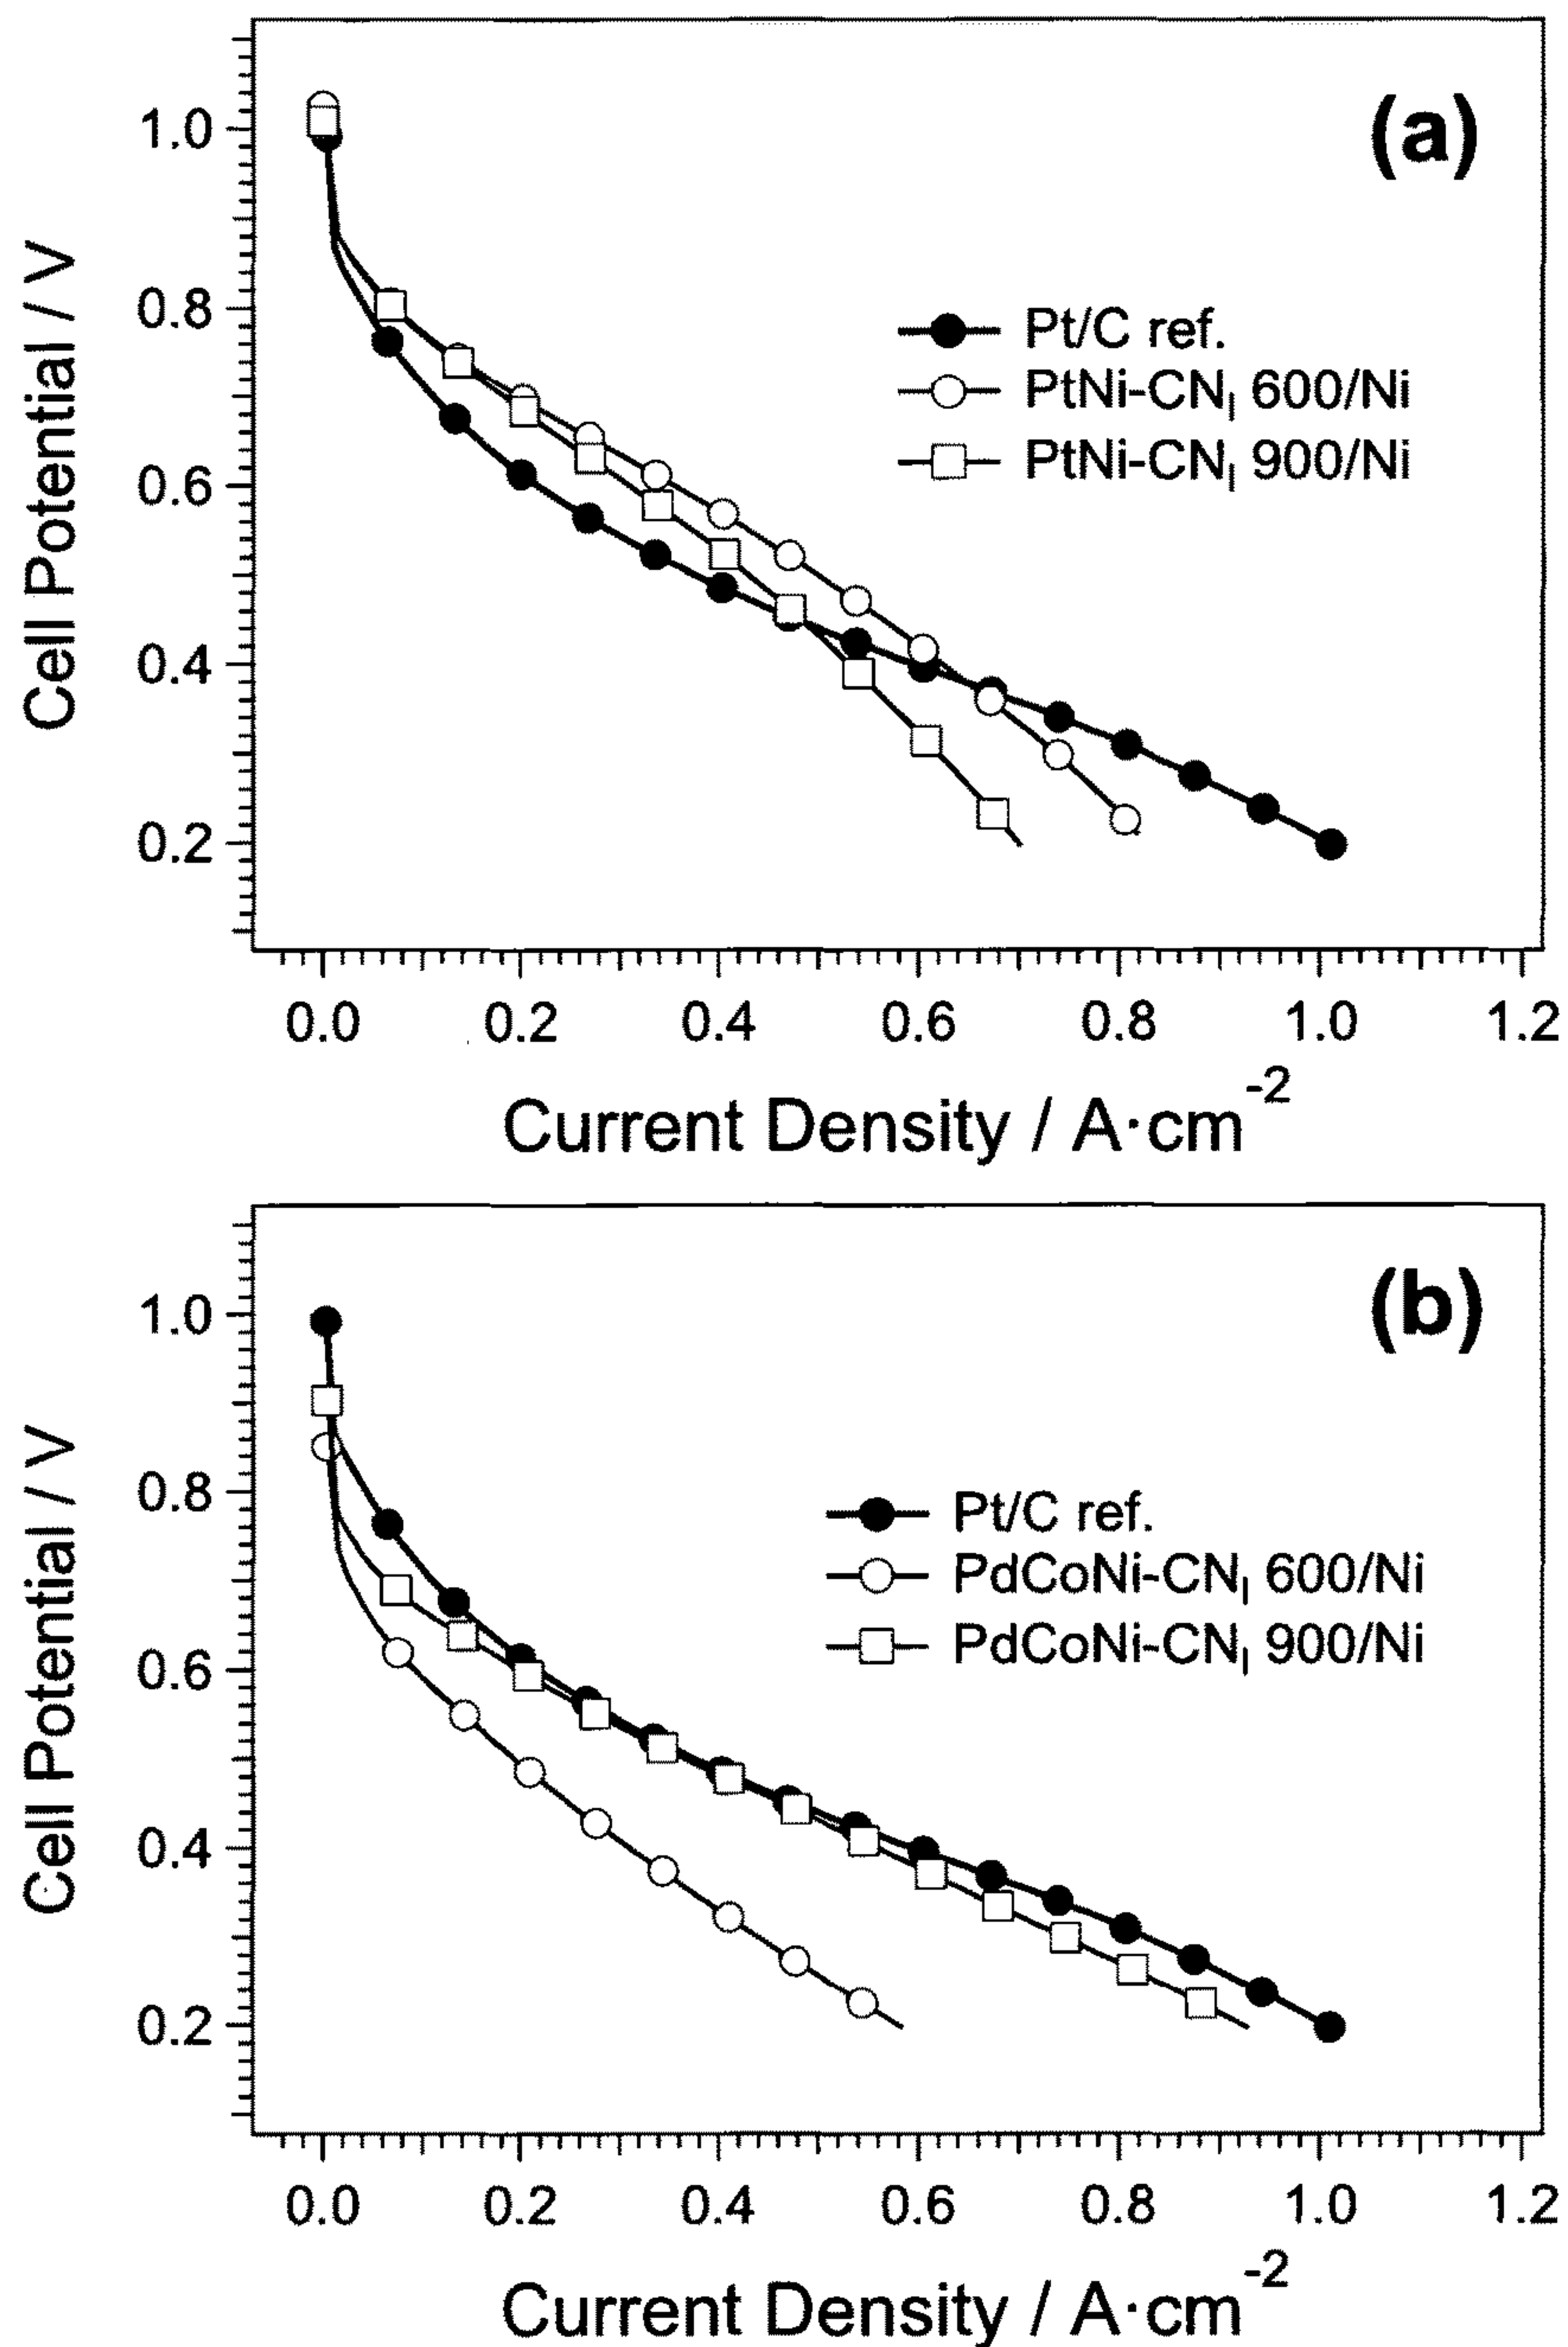 (a)
1.0
0.8
0.6
0.4
0.2
Cell Potential / V
Pt/C ref.
PtNi-CNₗ 600/Ni
PtNi-CNₗ 900/Ni
0.0 0.2 0.4 0.6 0.8 1.0 1.2
Current Density / A·cm⁻²
(b)
1.0
0.8
0.6
0.4
0.2
Cell Potential / V
Pt/C ref.
PdCoNi-CNₗ 600/Ni
PdCoNi-CNₗ 900/Ni
0.0 0.2 0.4 0.6 0.8 1.0 1.2
Current Density / A·cm⁻²